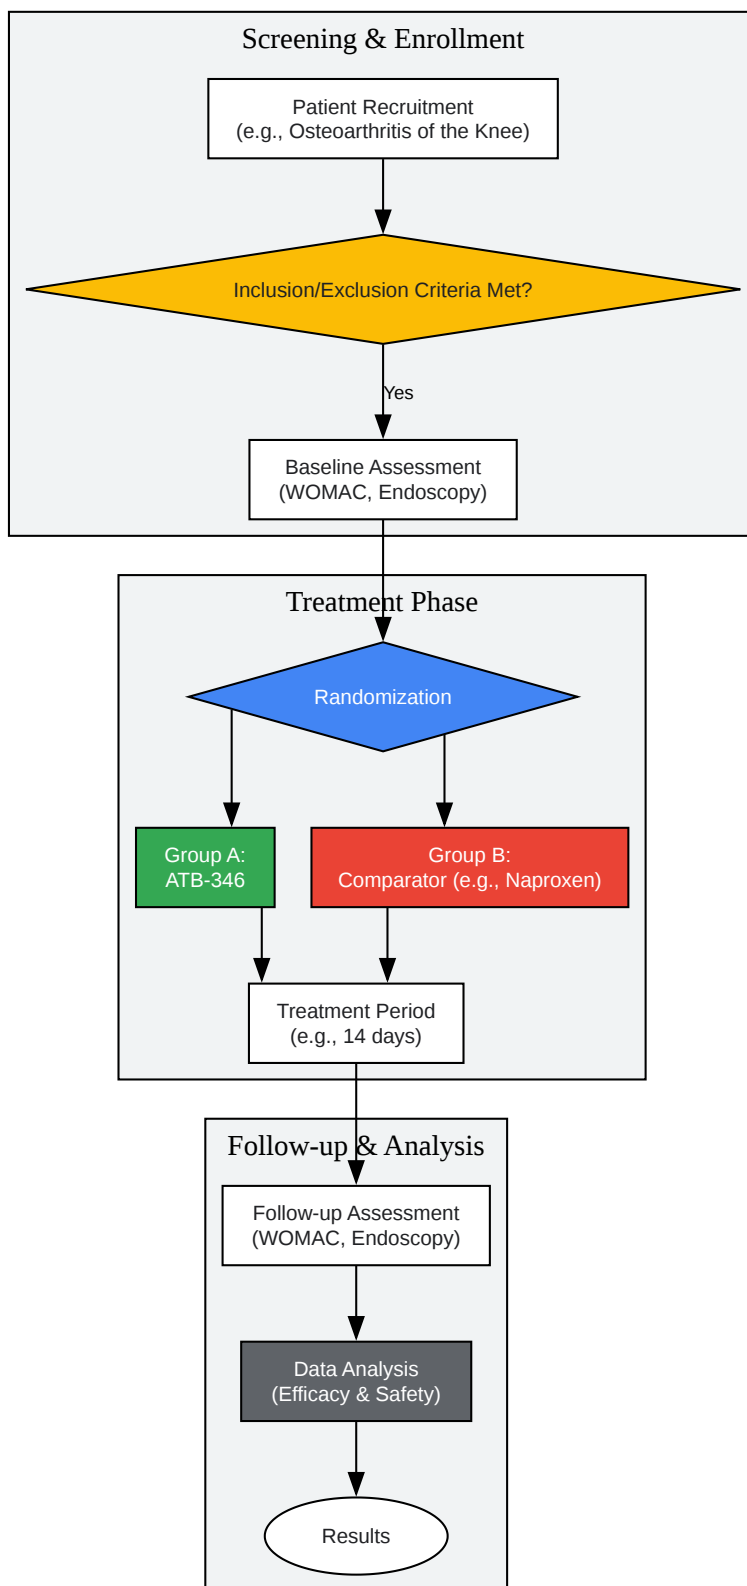 Screening & Enrollment
Patient Recruitment
(e.g., Osteoarthritis of the Knee)
Inclusion/Exclusion Criteria Met?
Yes
Baseline Assessment
(WOMAC, Endoscopy)
Treatment Phase
Randomization
Group A:
ATB-346
Group B:
Comparator (e.g., Naproxen)
Treatment Period
(e.g., 14 days)
Follow-up & Analysis
Follow-up Assessment
(WOMAC, Endoscopy)
Data Analysis
(Efficacy & Safety)
Results